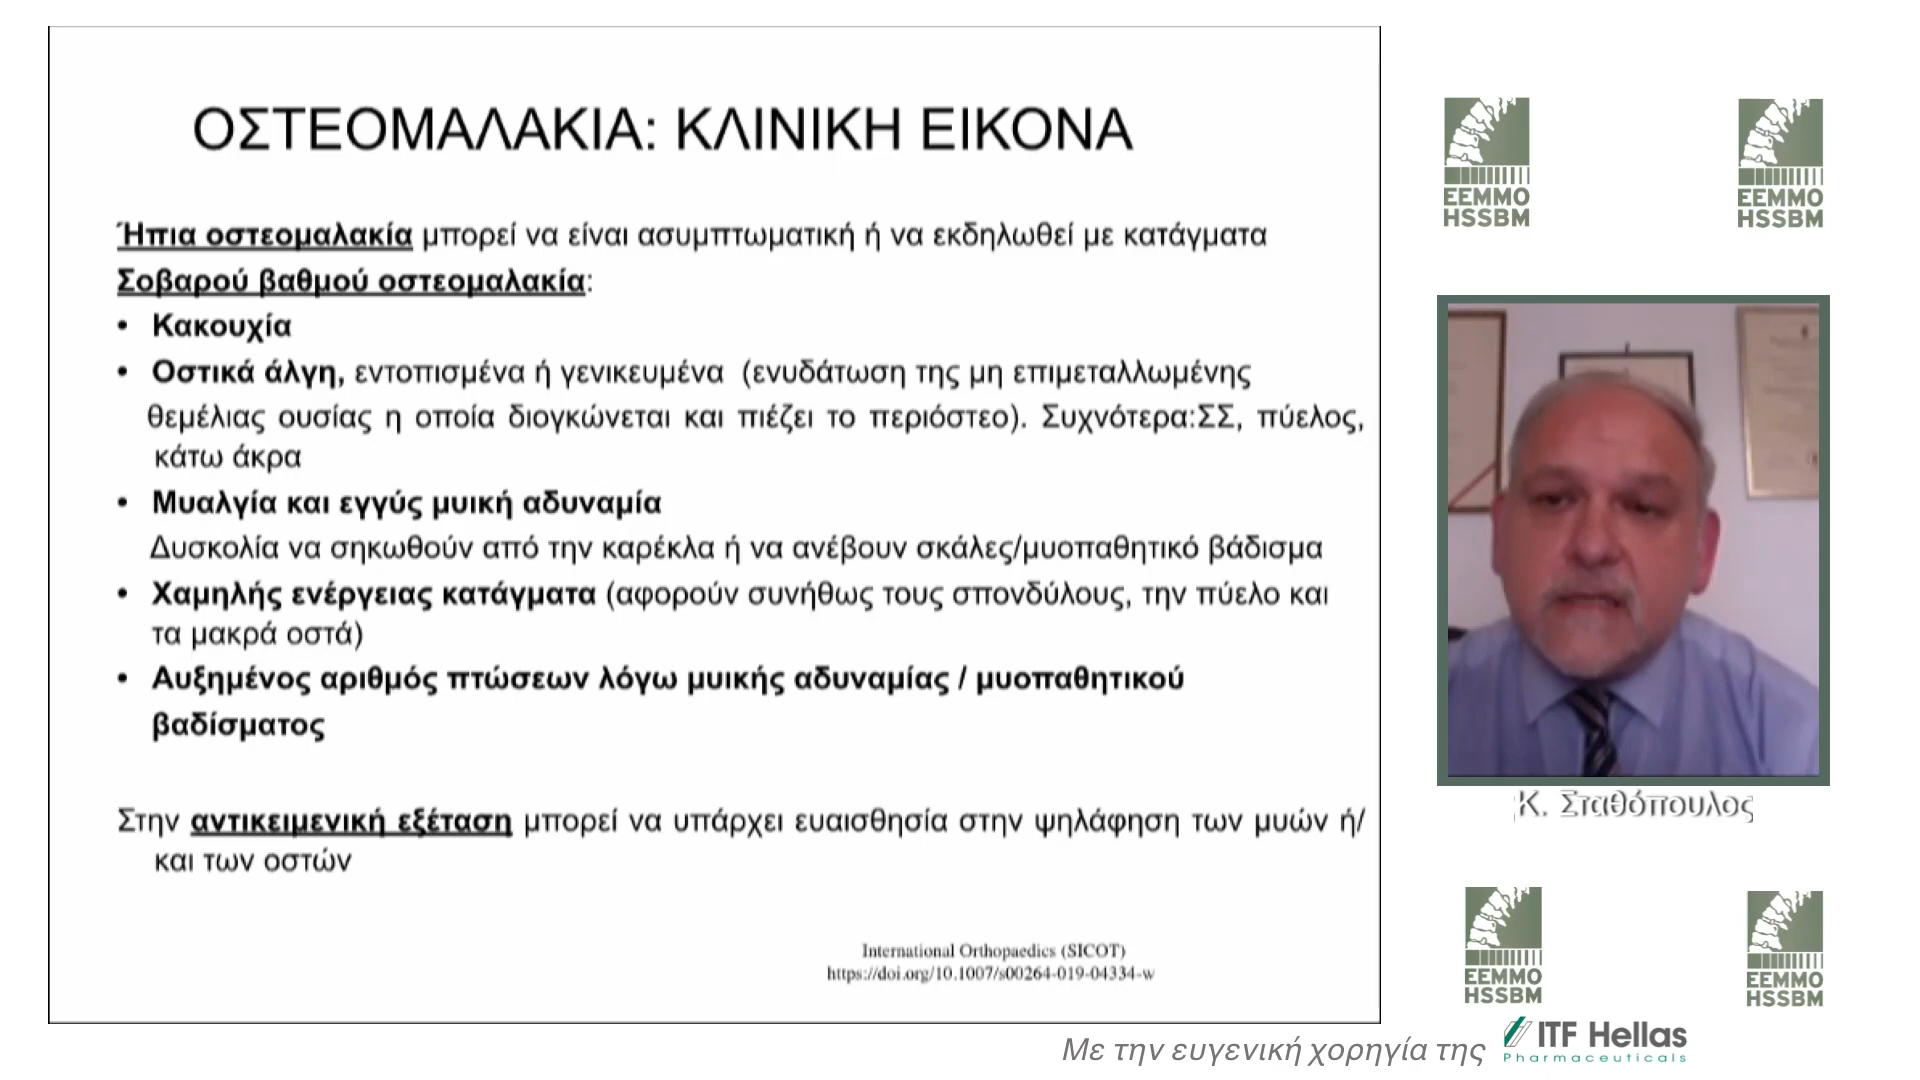 ΟΣΤΕΟΜΑΛΑΚΙΑ: ΚΛΙΝΙΚΗ ΕΙΚΟΝΑ
Ήπια οστεομαλακία μπορεί να είναι ασυμπτωματική ή να εκδηλωθεί με κατάγματα
Σοβαρού βαθμού οστεομαλακία:
• Κακουχία
• Οστικά άλγη, εντοπισμένα ή γενικευμένα (ενυδάτωση της μη επιμεταλλωμένης
θεμέλιας ουσίας η οποία διογκώνεται και πιέζει το περιόστεο). Συχνότερα:ΣΣ, πύελος,
κάτω άκρα
• Μυαλγία και εγγύς μυική αδυναμία
Δυσκολία να σηκωθούν από την καρέκλα ή να ανέβουν σκάλες/μυοπαθητικό βάδισμα
• Χαμηλής ενέργειας κατάγματα (αφορούν συνήθως τους σπονδύλους, την πύελο και
τα μακρά οστά)
• Αυξημένος αριθμός πτώσεων λόγω μυικής αδυναμίας / μυοπαθητικού
βαδίσματος
Στην αντικειμενική εξέταση μπορεί να υπάρχει ευαισθησία στην ψηλάφηση των μυών ή/
και των οστών
International Orthopaedics (SICOT)
https://doi.org/10.1007/s00264-019-04334-w
EEMMO
HSSBM
EEMMO
HSSBM
Κ. Σταθόπουλος
EEMMO
HSSBM
EEMMO
HSSBM
Με την ευγενική χορηγία της
ITF Hellas
Pharmaceuticals